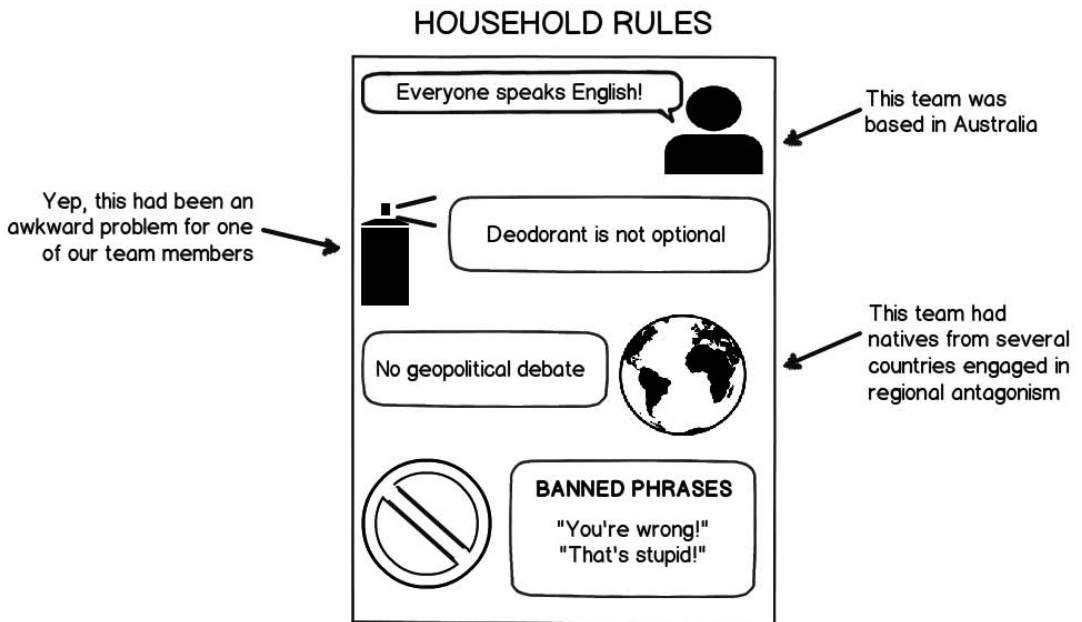 HOUSEHOLD RULES
Everyone speaks English!
This team was
based in Australia
Yep, this had been an
awkward problem for one
of our team members
Deodorant is not optional
This team had
natives from several
countries engaged in
regional antagonism
No geopolitical debate
BANNED PHRASES
"You're wrong!"
"That's stupid!"